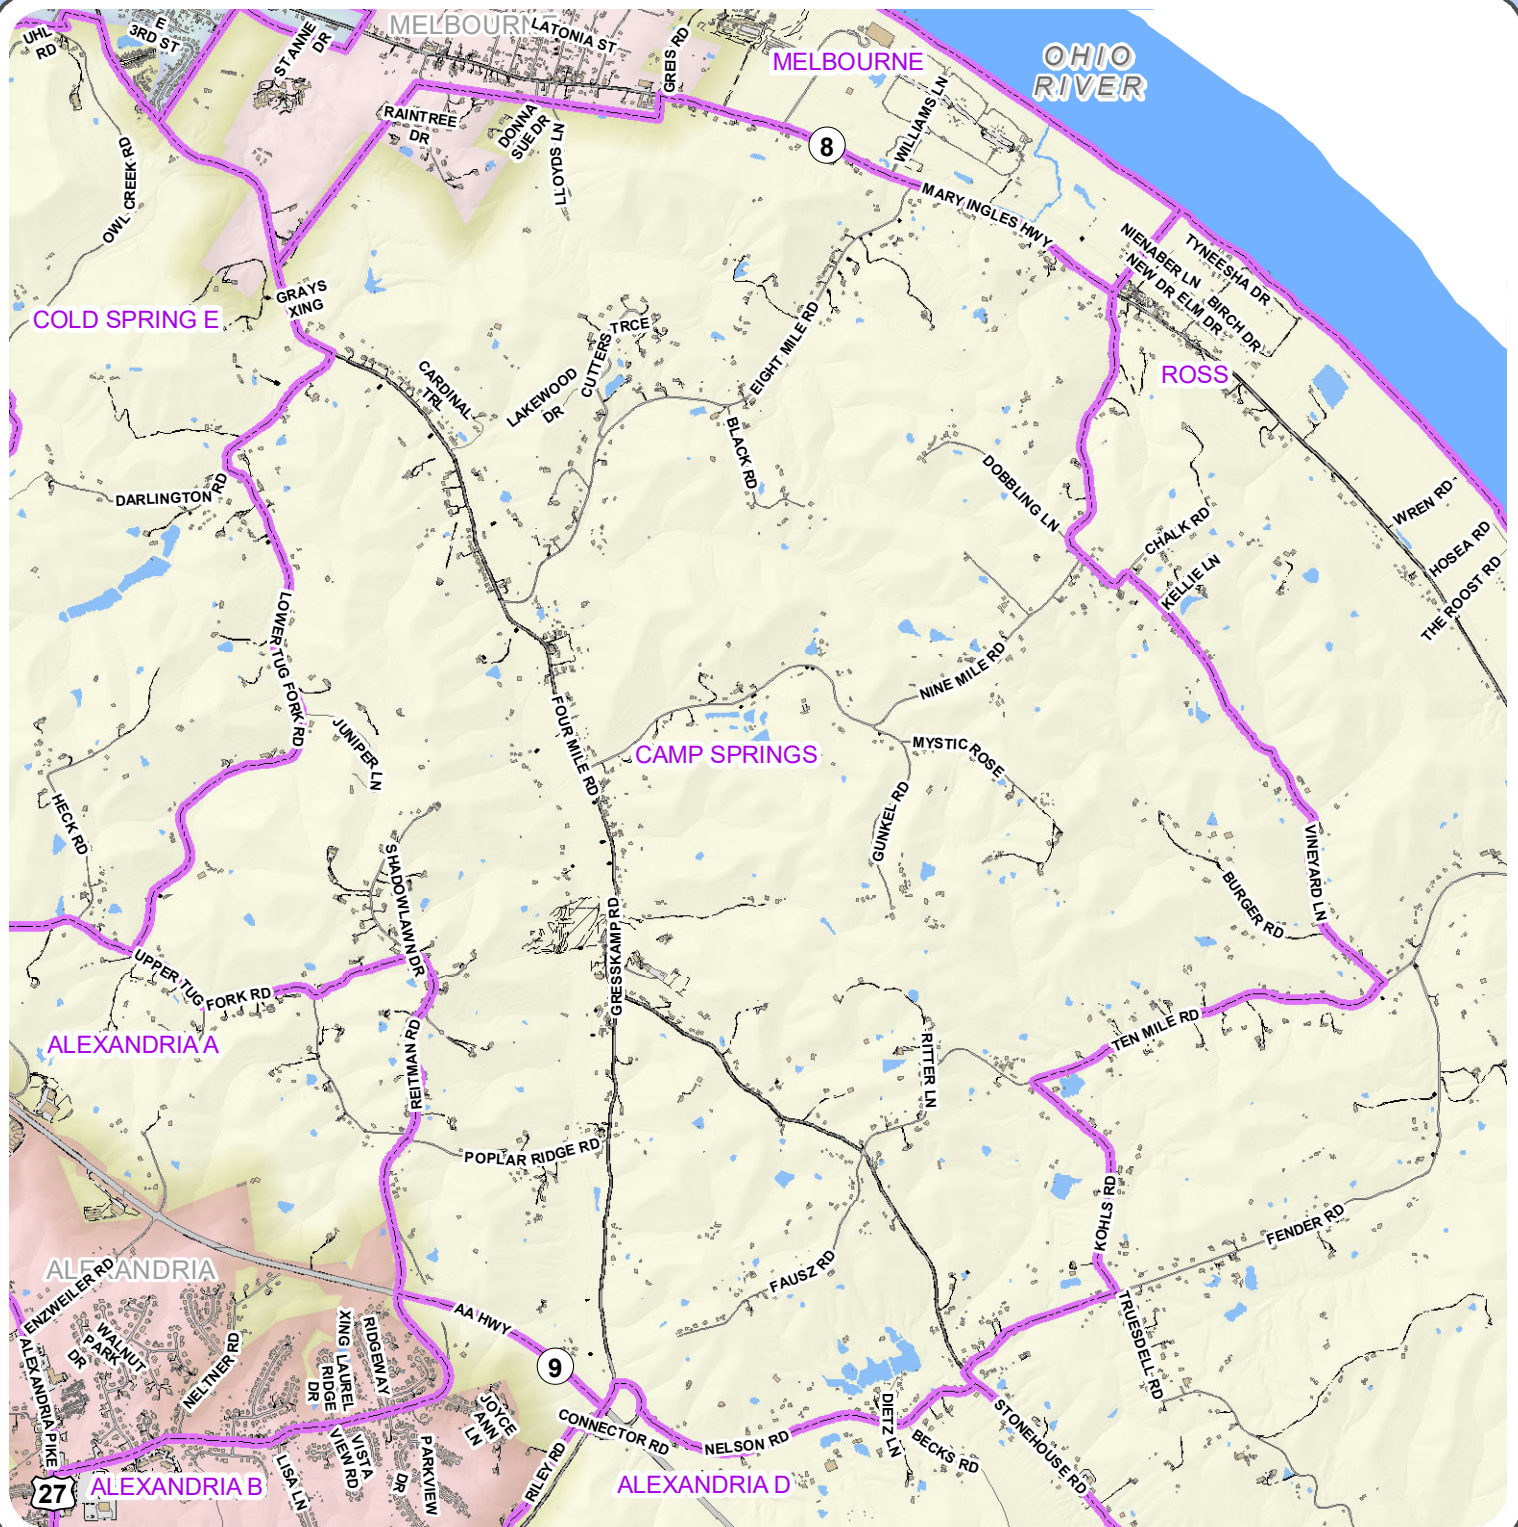 UHL
RD
E
3RD ST
ST ANNE
DR
MELBOURN
LATONIA ST
GREIS RD
MELBOURNE
OHIO
RIVER
WILLIAMS LN
RAINTREE
DR
DONNA
SUE DR
LLOYDS LN
8
OWL CREEK RD
MARY INGLES HWY
NIENABER LN
TYNEESHA DR
NEW DR
ELM DR
BIRCH DR
GRAYS
XING
COLD SPRING E
CUTTERS TRCE
EIGHT MILE RD
CARDINAL
TRL
LAKEWOOD
DR
ROSS
BLACK RD
DOBBLING LN
DARLINGTON RD
CHALK RD
KELLIE LN
WREN RD
HOSEA RD
THE ROOST RD
LOWER TUG FORK RD
NINE MILE RD
FOUR MILE RD
JUNIPER LN
CAMP SPRINGS
MYSTIC ROSE
GUNKEL RD
HECK RD
SHADOWLAWN DR
VINEYARD LN
BURGER RD
GRESSKAMP RD
UPPER TUG FORK RD
ALEXANDRIA A
REITMAN RD
TEN MILE RD
RITTER LN
POPLAR RIDGE RD
KOHLS RD
FENDER RD
ALEXANDRIA
ENZWEILER RD
FAUSZ RD
AA HWY
9
WALNUT
PARK
DR
NELTNER RD
XING LAUREL
RIDGE
DR
RIDGEWAY
ALEXANDRIA PIKE
TRUESDELL RD
JOYCE
ANN
LN
CONNECTOR RD
NELSON RD
DIETZ LN
BECKS RD
STONEHOUSE RD
VISTA
VIEW RD
LISA LN
PARKVIEW
DR
RILEY RD
27
ALEXANDRIA B
ALEXANDRIA D